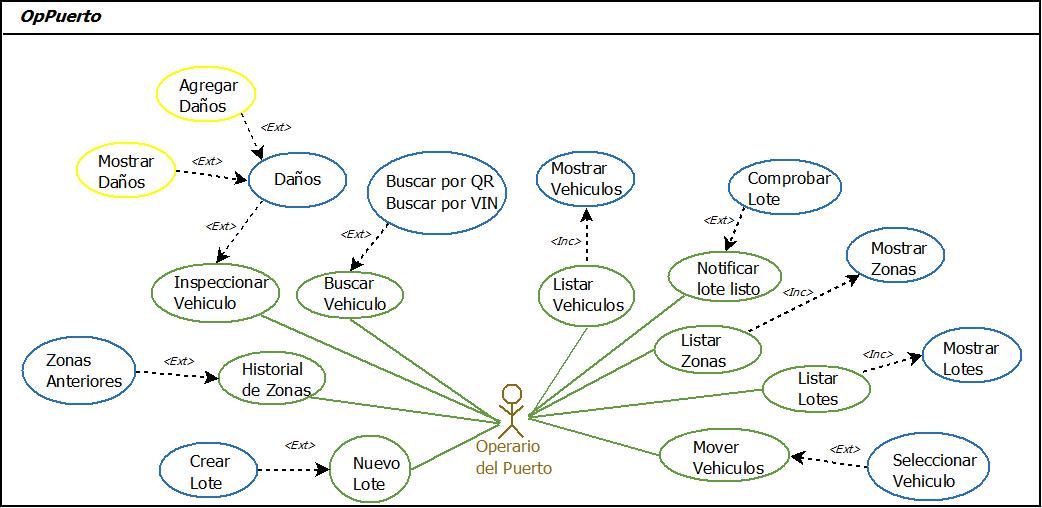 OpPuerto
Agregar
Daños
<Ext>
Mostrar
Daños
<Ext>
Daños
<Ext>
Buscar por QR
Buscar por VIN
<Ext>
Inspeccionar
Vehiculo
Buscar
Vehiculo
Mostrar
Vehiculos
<Inc>
Listar
Vehiculos
Comprobar
Lote
<Ext>
Notificar
lote listo
Mostrar
Zonas
<Inc>
Listar
Zonas
Zonas
Anteriores
<Ext>
Historial
de Zonas
Mostrar
Lotes
<Inc>
Listar
Lotes
Crear
Lote
<Ext>
Nuevo
Lote
Operario
del Puerto
Mover
Vehiculos
<Ext>
Seleccionar
Vehiculo